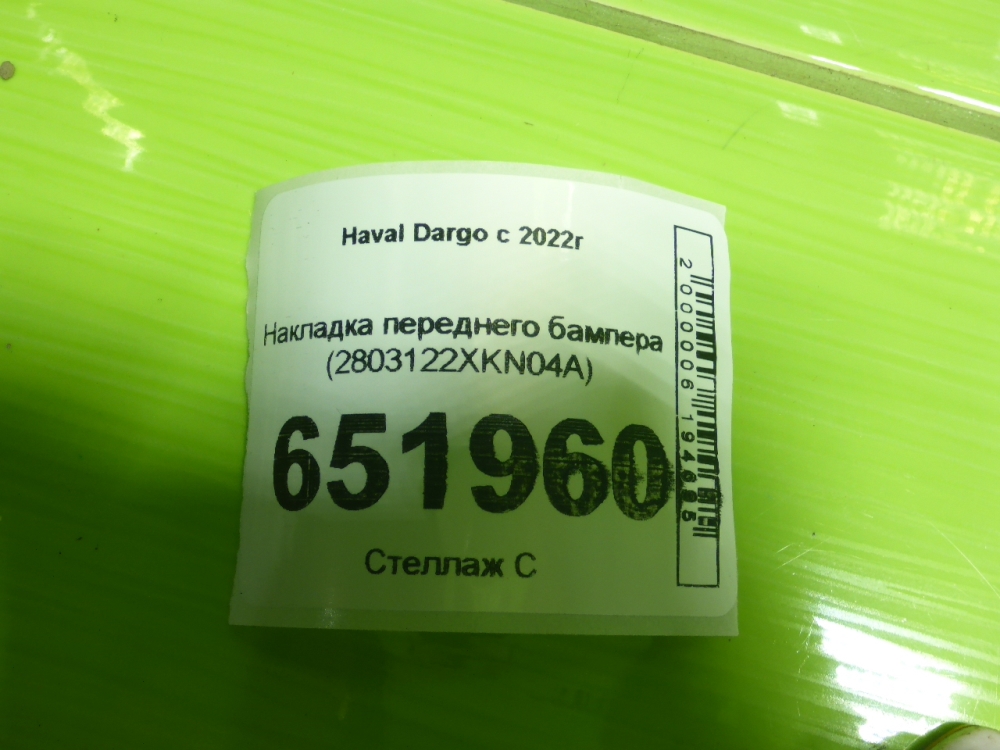 Haval Dargo с 2022г
Накладка переднего бампера
(2803122XKN04A)
651960
Стеллаж С